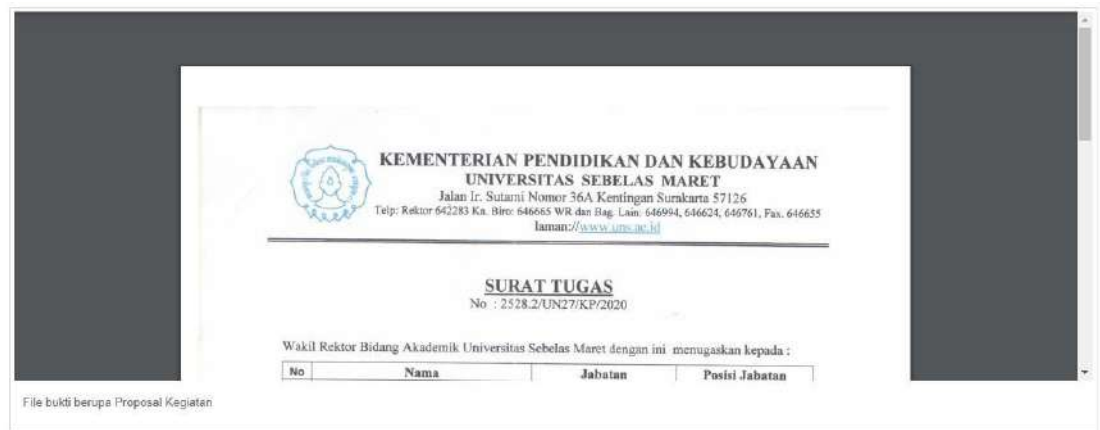 KEMENTERIAN PENDIDIKAN DAN KEBUDAYAAN
UNIVERSITAS SEBELAS MARET
Jalan Ir. Sutami Nomor 36A Kentingan Surakarta 57126
Telp: Rektor 642283 Ka. Biro: 646665 WR dan Bag. Lain: 646994, 646624, 646761, Fax. 646655
laman://www.uns.ac.id
SURAT TUGAS
No : 2528.2/UN27/KP/2020
Wakil Rektor Bidang Akademik Universitas Sebelas Maret dengan ini menugaskan kepada :
No Nama Jabatan Posisi Jabatan
File bukti berupa Proposal Kegiatan